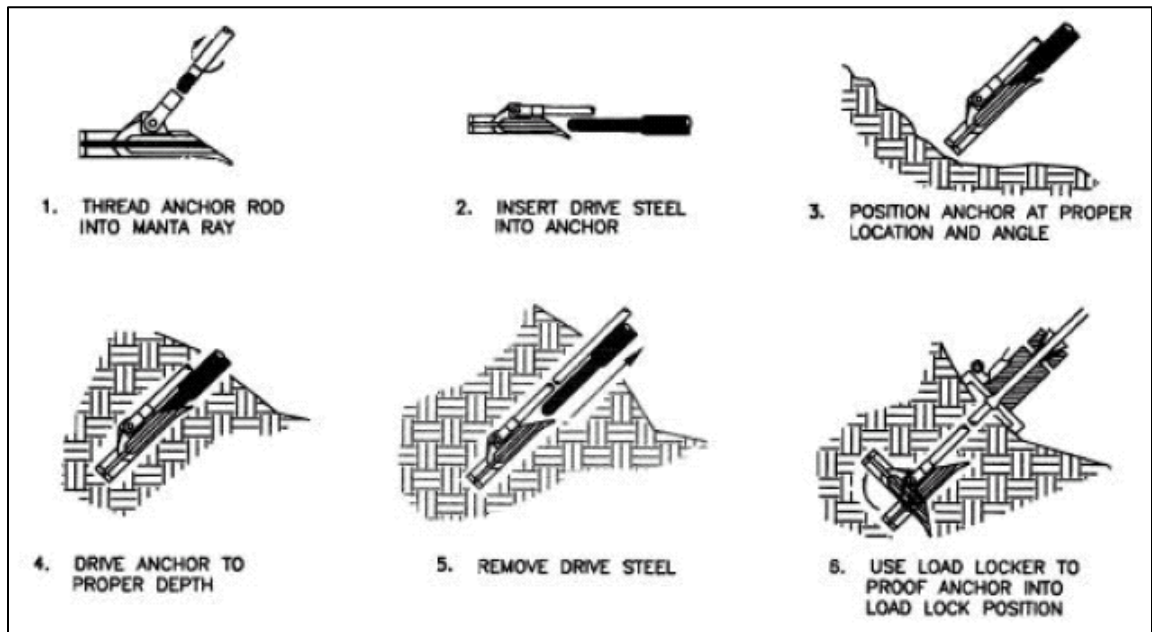 1. THREAD ANCHOR ROD
INTO MANTA RAY
2. INSERT DRIVE STEEL
INTO ANCHOR
3. POSITION ANCHOR AT PROPER
LOCATION AND ANGLE
4. DRIVE ANCHOR TO
PROPER DEPTH
5. REMOVE DRIVE STEEL
6. USE LOAD LOCKER TO
PROOF ANCHOR INTO
LOAD LOCK POSITION